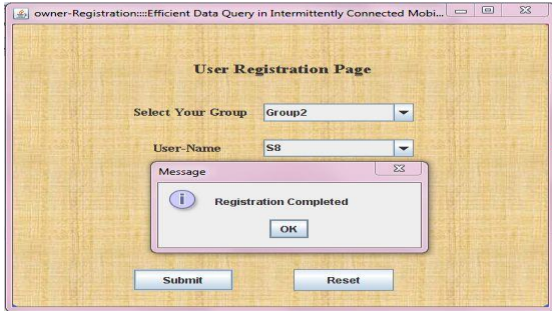 owner-Registration::::Efficient Data Query in Intermittently Connected Mobi...
User Registration Page
Select Your Group Group2
User-Name S8
Message
Registration Completed
OK
Submit Reset